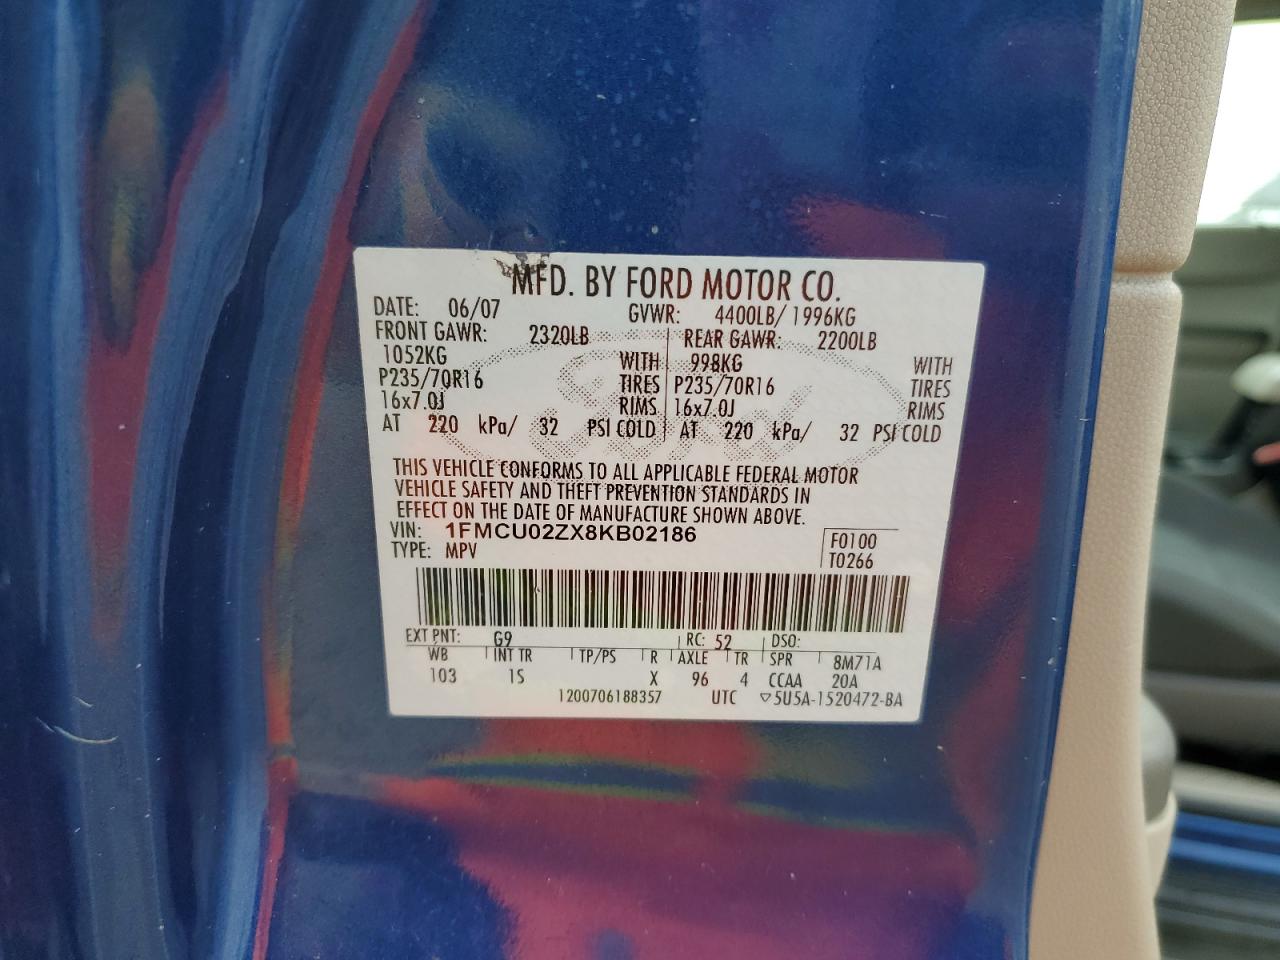 MFD. BY FORD MOTOR CO.
DATE: 06/07 GVWR: 4400LB/ 1996KG
FRONT GAWR: 2320LB REAR GAWR: 2200LB
1052KG WITH 998KG WITH
P235/70R16 TIRES P235/70R16 TIRES
16x7.0J RIMS 16x7.0J RIMS
AT 220 kPa/ 32 PSI COLD AT 220 kPa/ 32 PSI COLD
Ford
THIS VEHICLE CONFORMS TO ALL APPLICABLE FEDERAL MOTOR
VEHICLE SAFETY AND THEFT PREVENTION STANDARDS IN
EFFECT ON THE DATE OF MANUFACTURE SHOWN ABOVE.
VIN: 1FMCU02ZX8KB02186 F0100
TYPE: MPV T0266
EXT PNT: G9 RC: 52 DSO:
WB INT TR TP/PS R AXLE TR SPR 8M71A
103 1S X 96 4 CCAA 20A
1200706188357 UTC ▽5U5A-1520472-BA